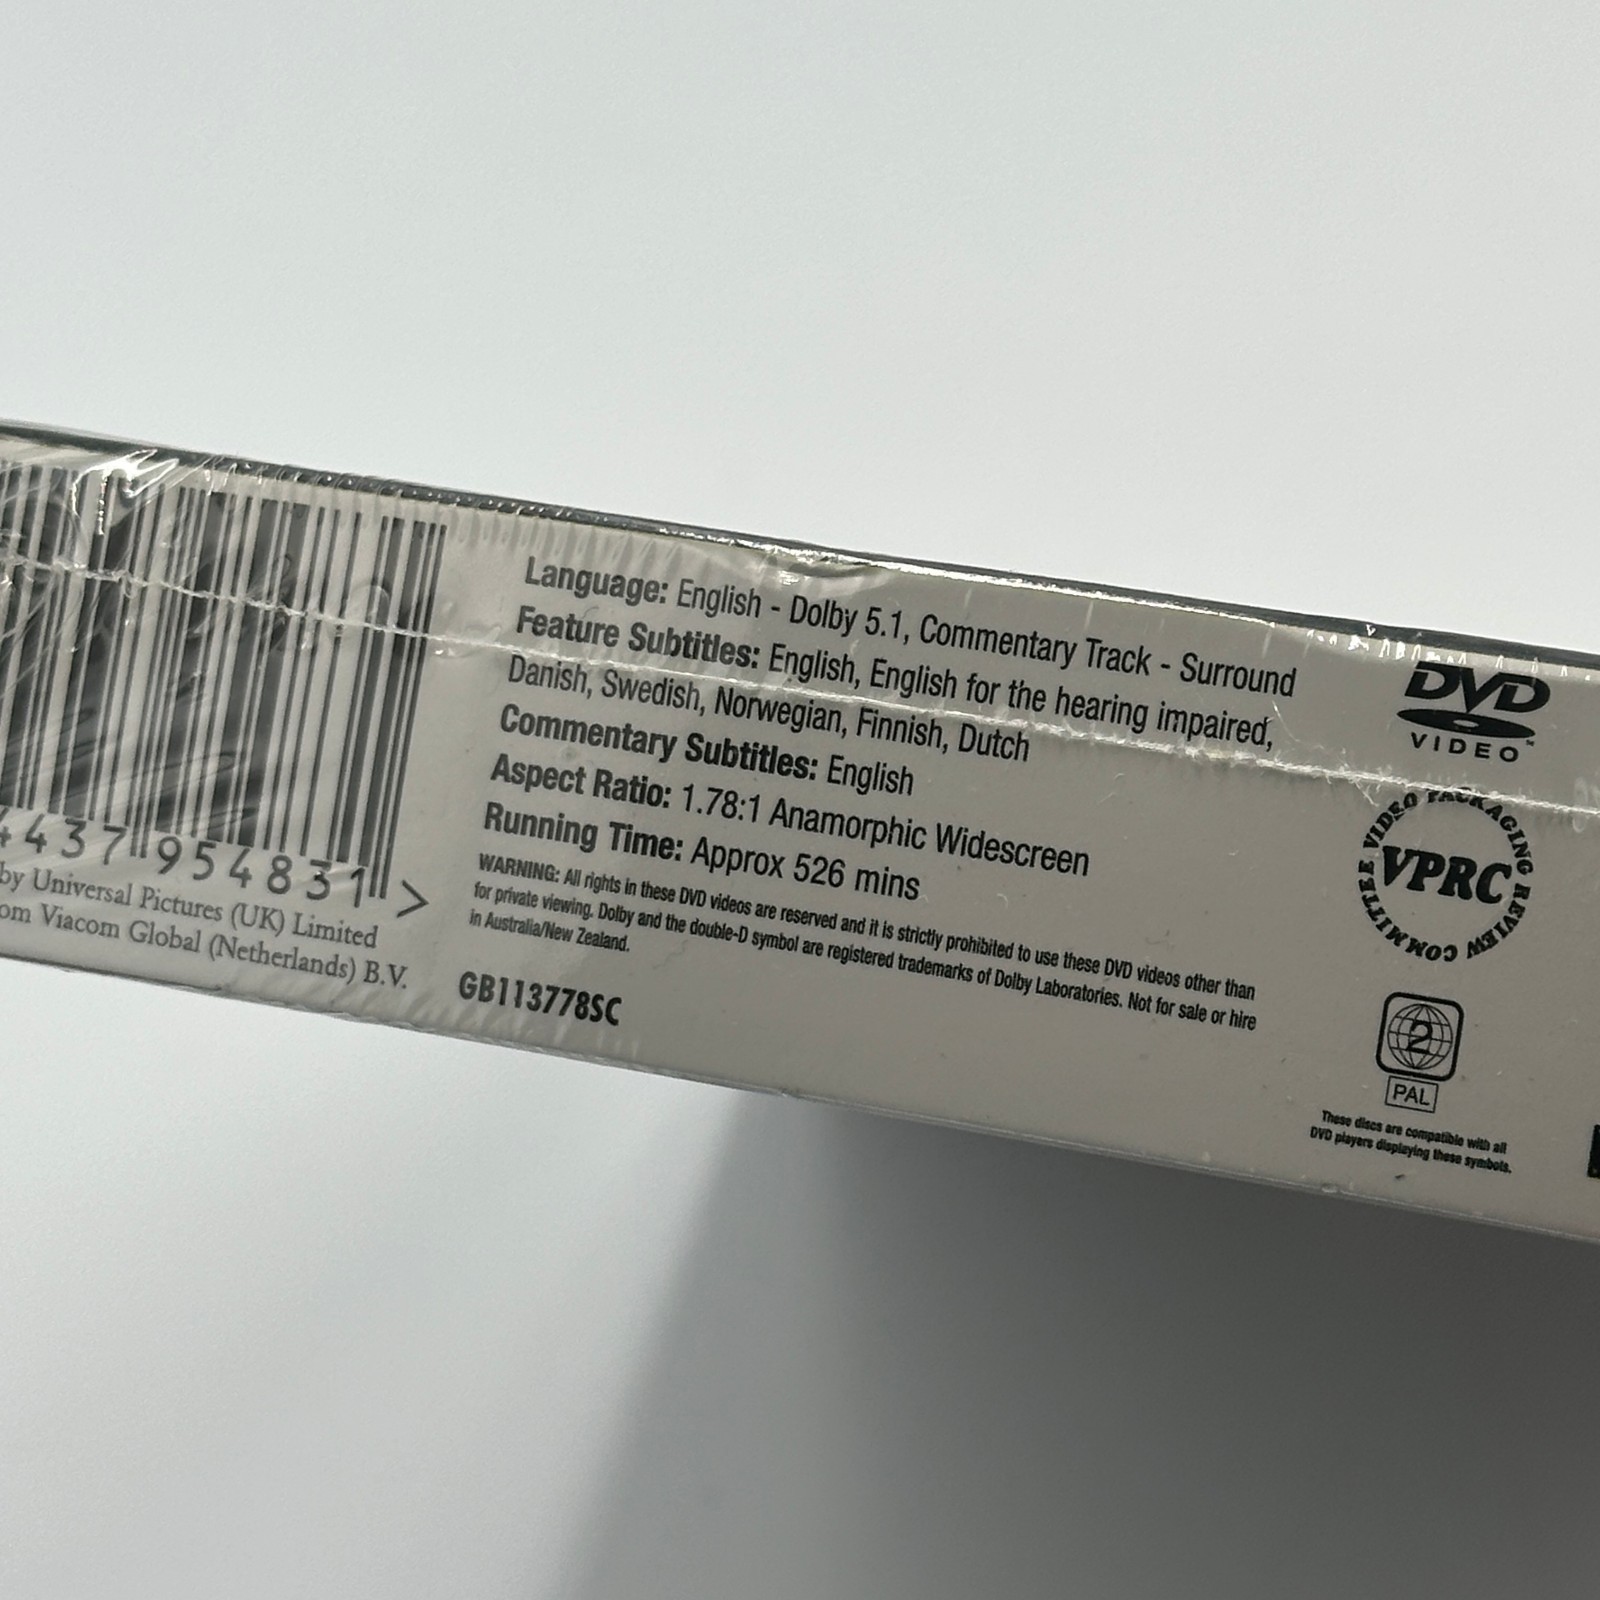 4437 954831 >
by Universal Pictures (UK) Limited
om Viacom Global (Netherlands) B.V.
Language: English - Dolby 5.1, Commentary Track - Surround
Feature Subtitles: English, English for the hearing impaired,
Danish, Swedish, Norwegian, Finnish, Dutch
Commentary Subtitles: English
Aspect Ratio: 1.78:1 Anamorphic Widescreen
Running Time: Approx 526 mins
WARNING: All rights in these DVD videos are reserved and it is strictly prohibited to use these DVD videos other than
for private viewing. Dolby and the double-D symbol are registered trademarks of Dolby Laboratories. Not for sale or hire
in Australia/New Zealand.
GB113778SC
DVD
VIDEO™
VIDEO PACKAGING REVIEW COMMITTEE
VPRC
2
PAL
These discs are compatible with all
DVD players displaying these symbols.